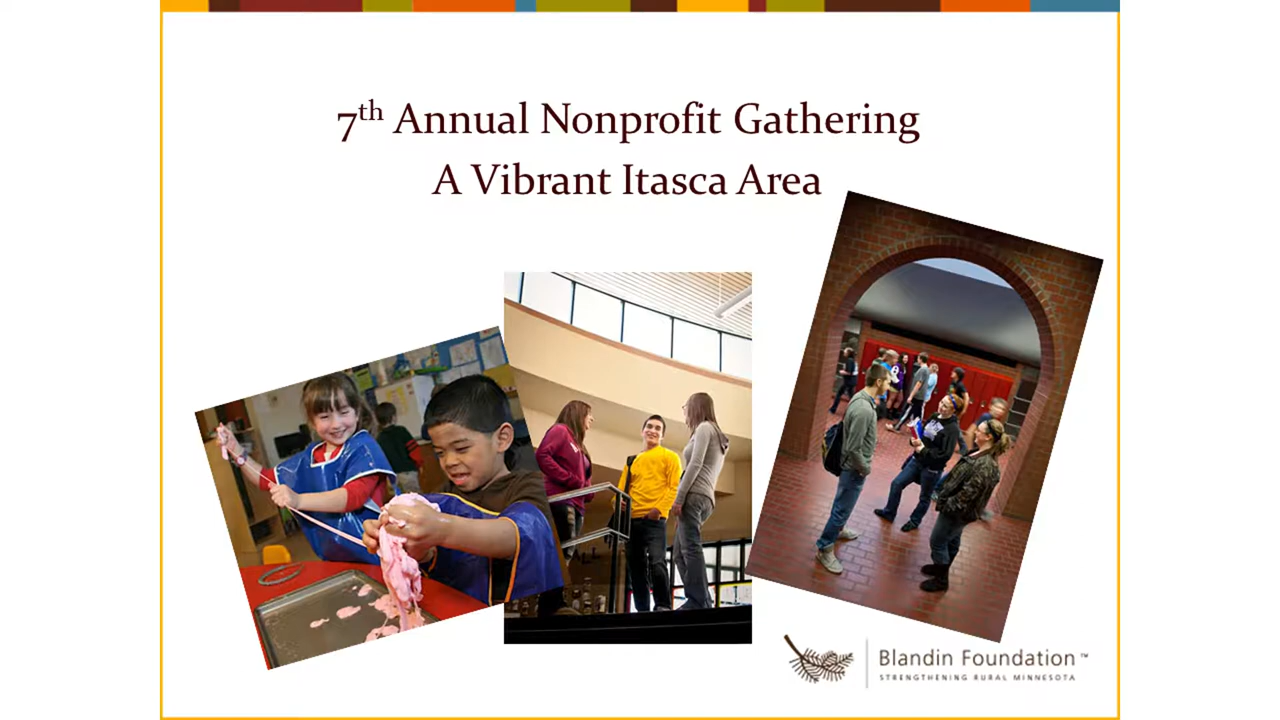 7th Annual Nonprofit Gathering
A Vibrant Itasca Area
Blandin Foundation™
STRENGTHENING RURAL MINNESOTA